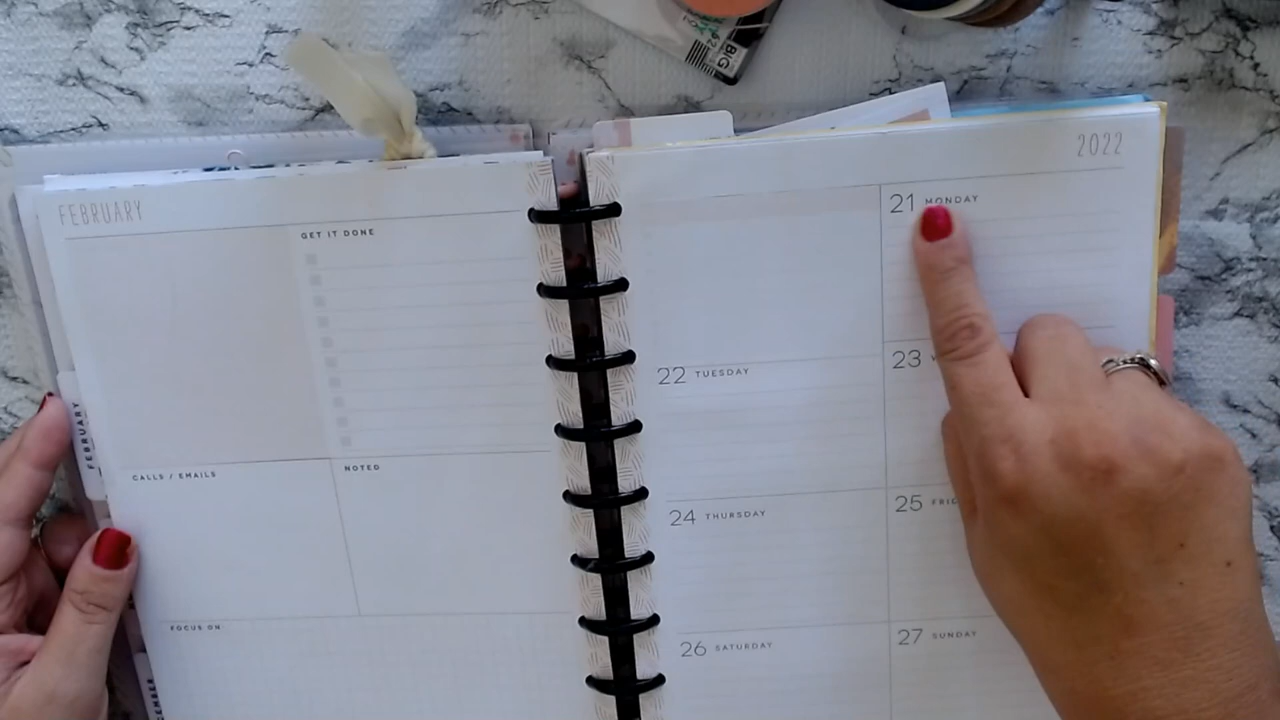 FEBRUARY
GET IT DONE
CALLS / EMAILS
NOTED
FOCUS ON
FEBRUARY
2022
21 MONDAY
22 TUESDAY
23
24 THURSDAY
25
26 SATURDAY
27 SUNDAY
BIG